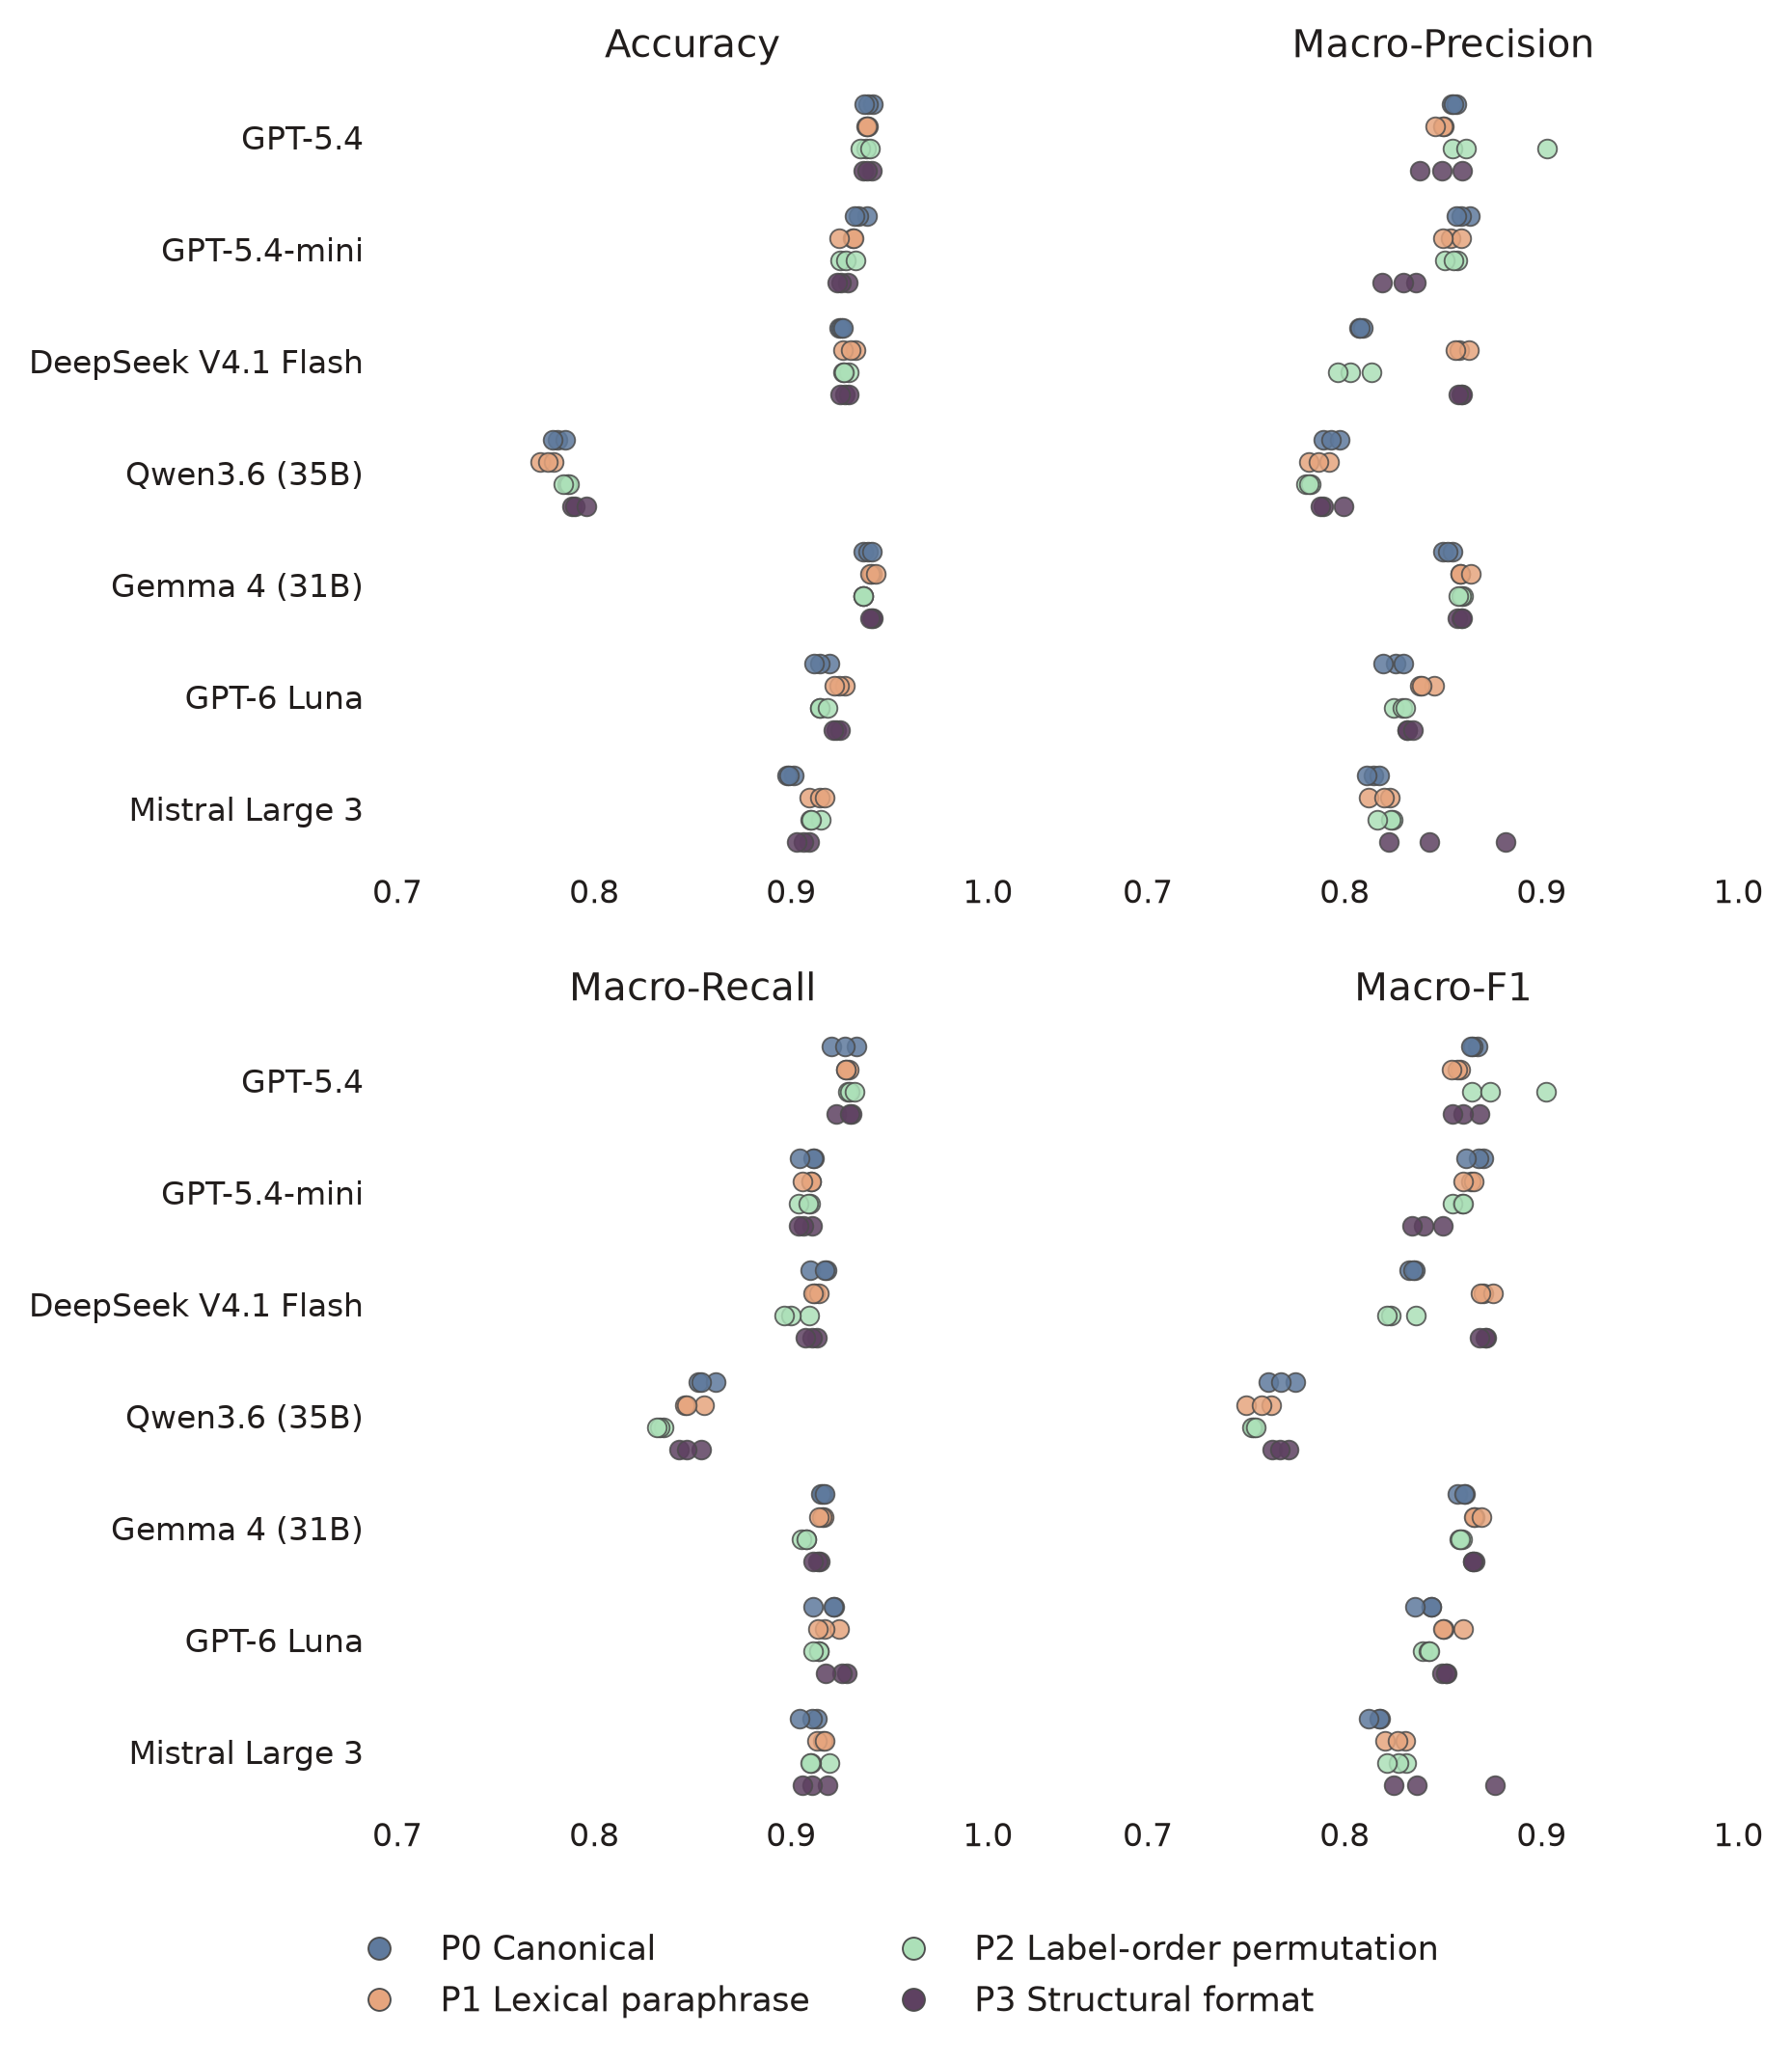 Accuracy
Macro-Precision
GPT-5.4
GPT-5.4-mini
DeepSeek V4.1 Flash
Qwen3.6 (35B)
Gemma 4 (31B)
GPT-6 Luna
Mistral Large 3
0.7 0.8 0.9 1.0 0.7 0.8 0.9 1.0
Macro-Recall
Macro-F1
GPT-5.4
GPT-5.4-mini
DeepSeek V4.1 Flash
Qwen3.6 (35B)
Gemma 4 (31B)
GPT-6 Luna
Mistral Large 3
0.7 0.8 0.9 1.0 0.7 0.8 0.9 1.0
P0 Canonical
P1 Lexical paraphrase
P2 Label-order permutation
P3 Structural format